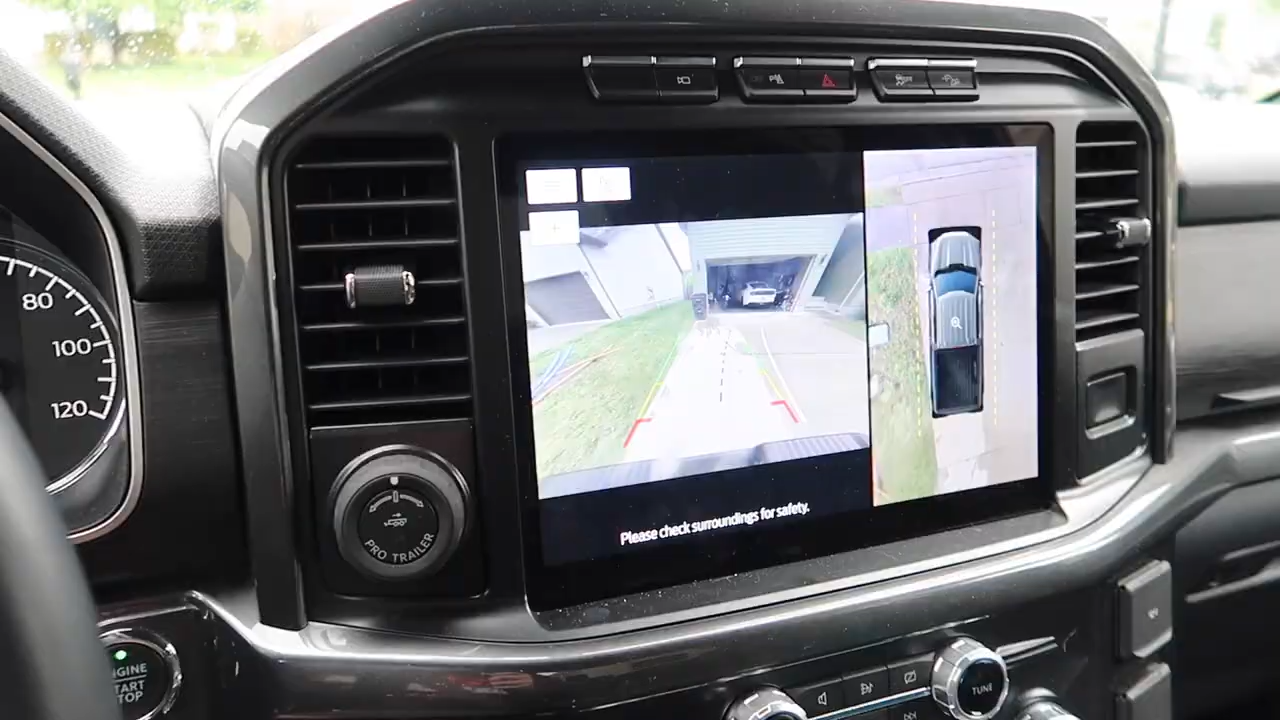 80
100
120
PRO TRAILER
Please check surroundings for safety.
ENGINE
START
STOP
TUNE